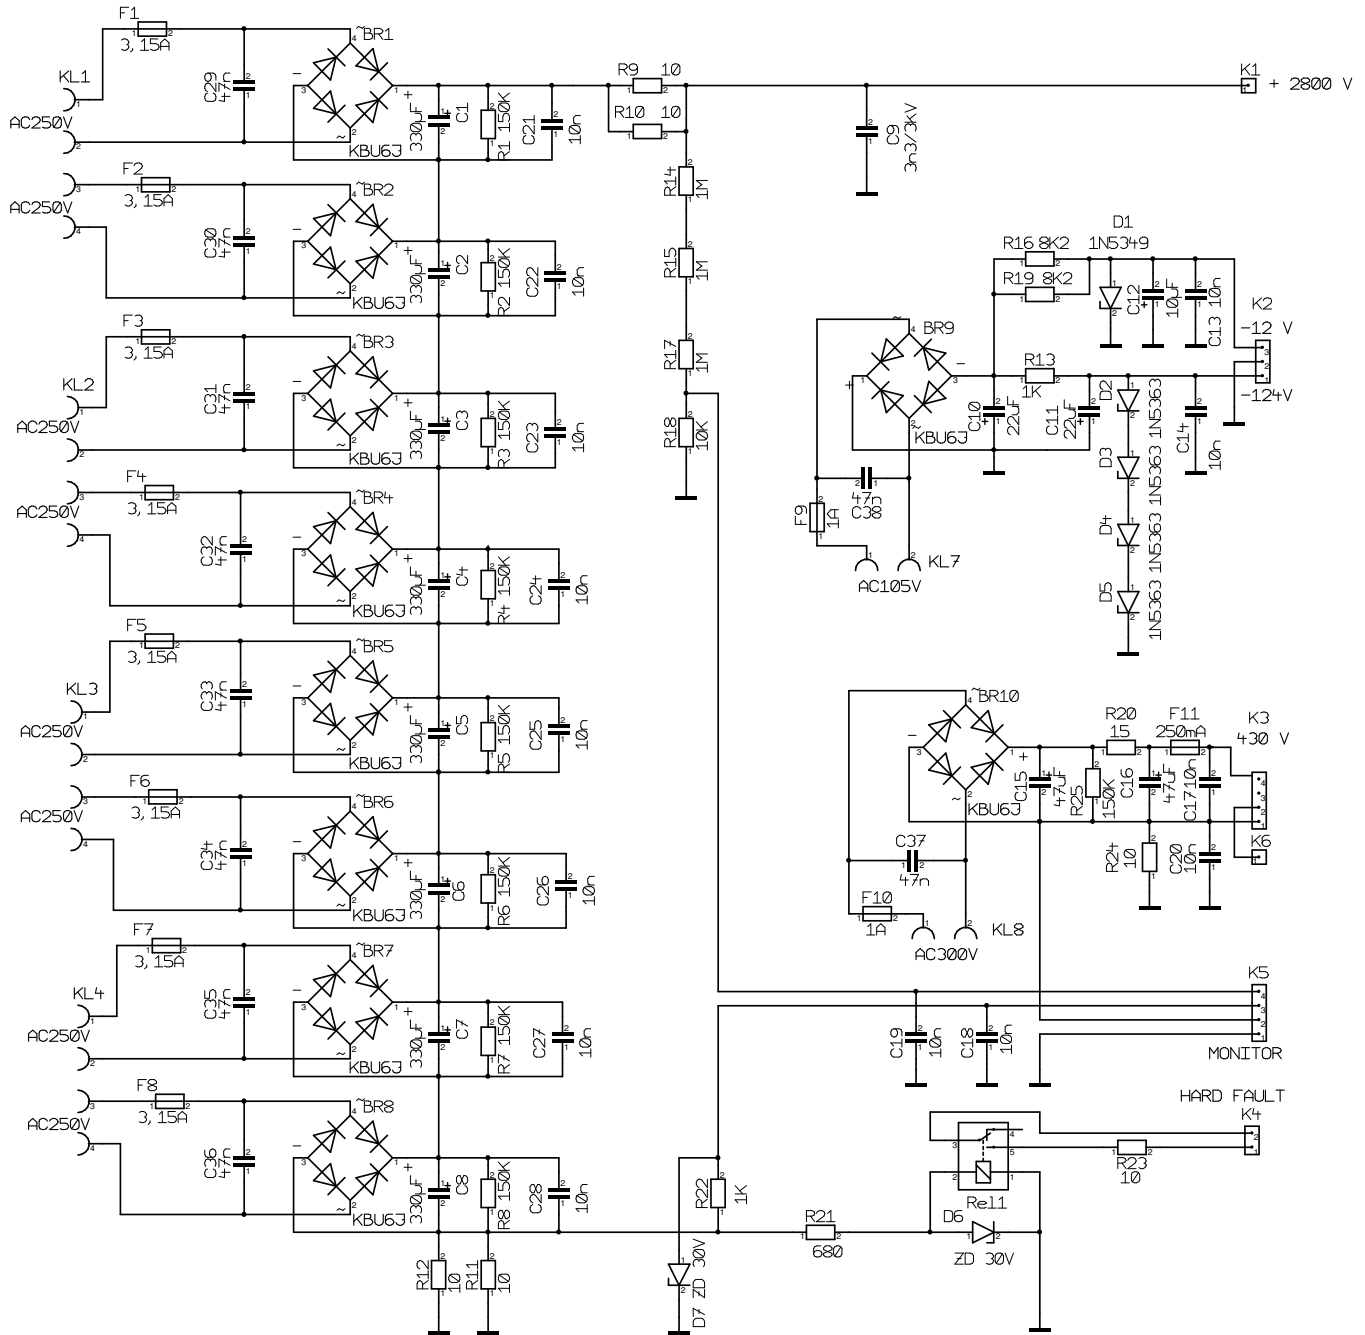 F1
3,15A
KL1
AC250V
C29
47n
~BR1
KBU6J
330µF
C1
R1 150K
C21
10n
R9 10
R10 10
K1
+ 2800 V
C9
3n3/3kV
R14
1M
R15
1M
R17
1M
R18
10K
F2
3,15A
AC250V
C30
47n
~BR2
KBU6J
330µF
C2
R2 150K
C22
10n
F3
3,15A
KL2
AC250V
C31
47n
~BR3
KBU6J
330µF
C3
R3 150K
C23
10n
F4
3,15A
AC250V
C32
47n
~BR4
KBU6J
330µF
C4
R4 150K
C24
10n
F5
3,15A
KL3
AC250V
C33
47n
~BR5
KBU6J
330µF
C5
R5 150K
C25
10n
F6
3,15A
AC250V
C34
47n
~BR6
KBU6J
330µF
C6
R6 150K
C26
10n
F7
3,15A
KL4
AC250V
C35
47n
~BR7
KBU6J
330µF
C7
R7 150K
C27
10n
F8
3,15A
AC250V
C36
47n
~BR8
KBU6J
330µF
C8
R8 150K
C28
10n
R12
10
R11
10
D1
1N5349
R16 8K2
R19 8K2
C12
10µF
C13 10n
K2
-12 V
-124V
BR9
KBU6J
R13
1K
C10
22uF
C11
22uF
D2
1N5363
D3
1N5363
D4
1N5363
D5
1N5363
C14
10n
F9
1A
47n
C38
KL7
AC105V
~BR10
KBU6J
R20
15
F11
250mA
K3
430 V
C15
47uF
R25
150K
C16
47uF
C17 10n
R24
10
C20
10n
K6
C37
47n
F10
1A
KL8
AC300V
K5
MONITOR
C19
10n
C18
10n
HARD FAULT
K4
R23
10
Rel1
R22
1K
R21
680
D6
ZD 30V
D7 ZD 30V